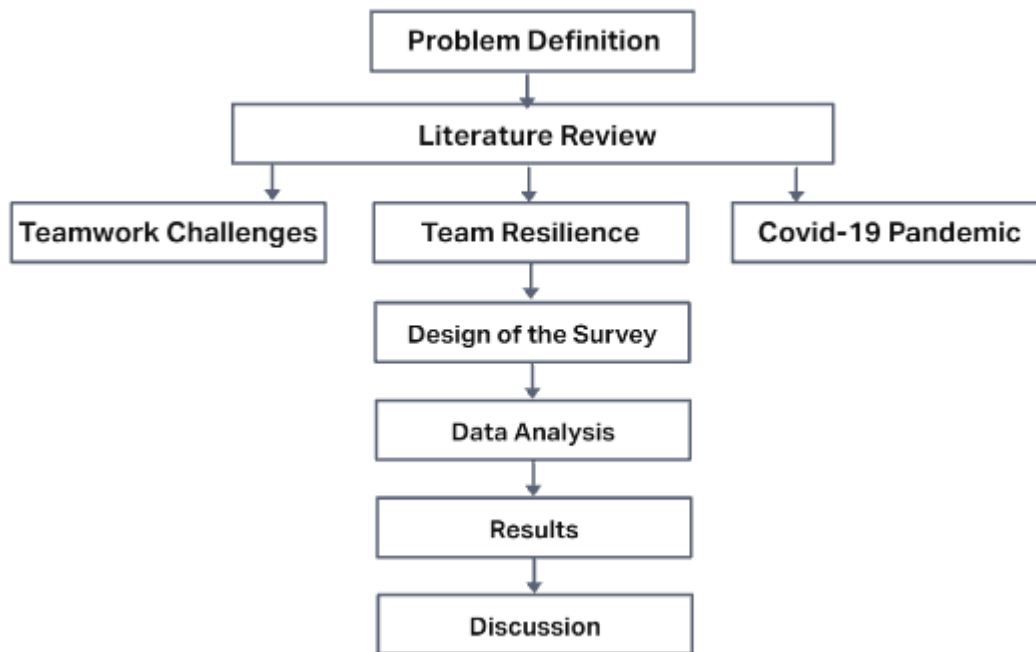 Problem Definition
Literature Review
Teamwork Challenges
Team Resilience
Covid-19 Pandemic
Design of the Survey
Data Analysis
Results
Discussion